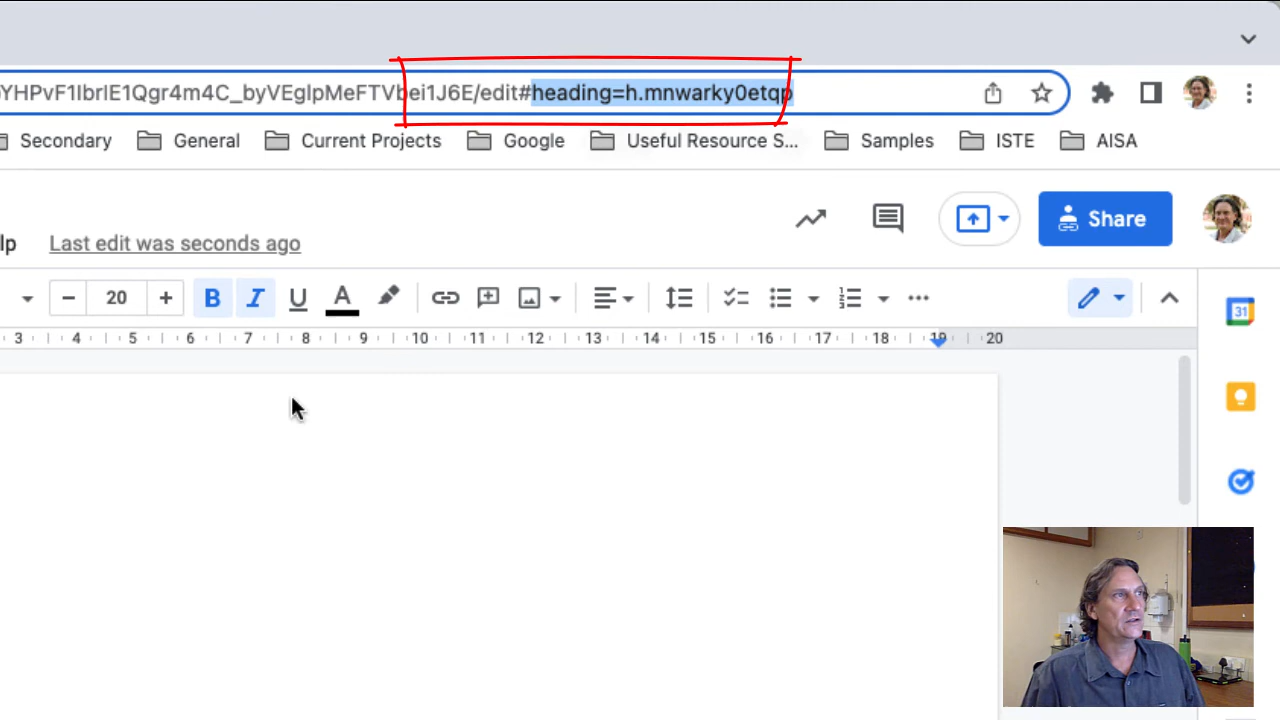 YHPvF1IbrlE1Qgr4m4C_byVEglpMeFTVbei1J6E/edit#heading=h.mnwarky0etqp
Secondary General Current Projects Google Useful Resource S... Samples ISTE AISA
lp Last edit was seconds ago Share
20 B I U A
3 4 5 6 7 8 9 10 11 12 13 14 15 16 17 18 19 20
31